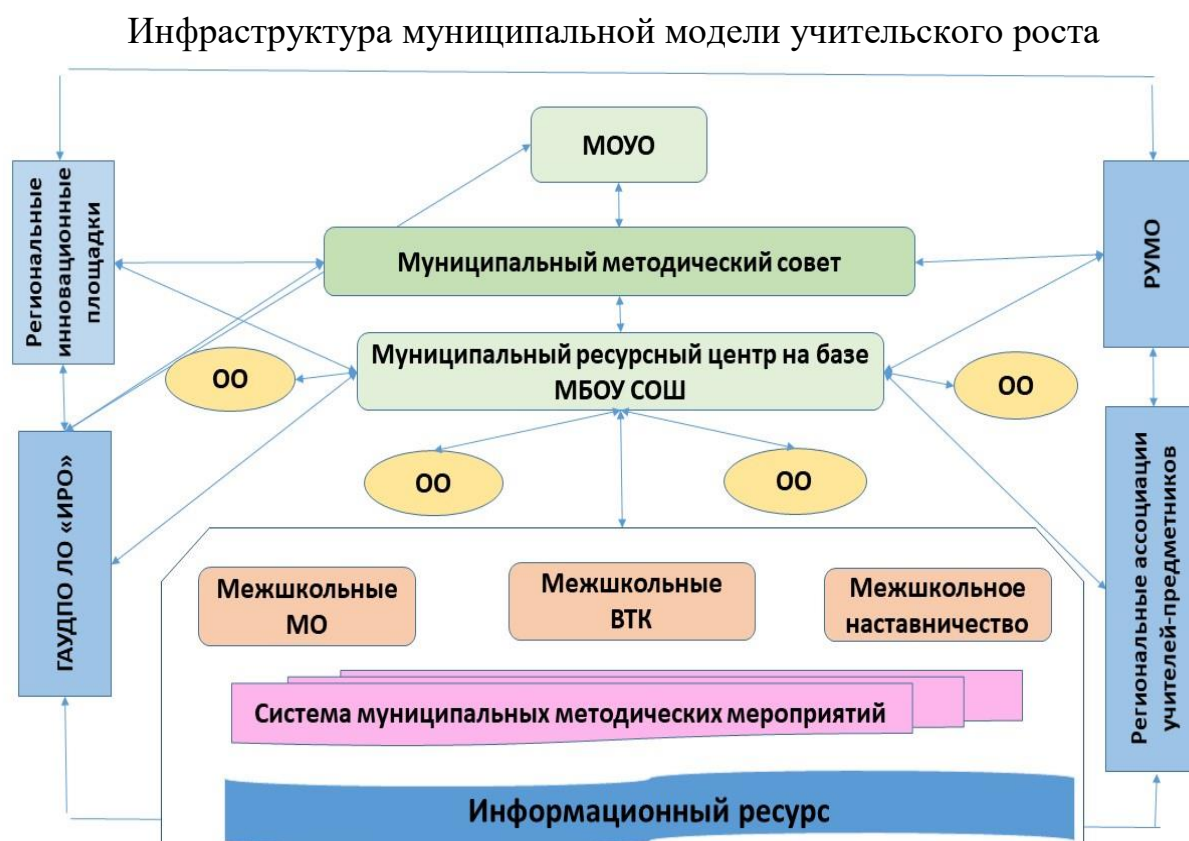 Инфраструктура муниципальной модели учительского роста
МОУО
Региональные
инновационные
площадки
Муниципальный методический совет
РУМО
Муниципальный ресурсный центр на базе
МБОУ СОШ
ОО
ОО
ОО
ОО
ГАУДПО ЛО «ИРО»
Региональные ассоциации
учителей-предметников
Межшкольные
МО
Межшкольные
ВТК
Межшкольное
наставничество
Система муниципальных методических мероприятий
Информационный ресурс